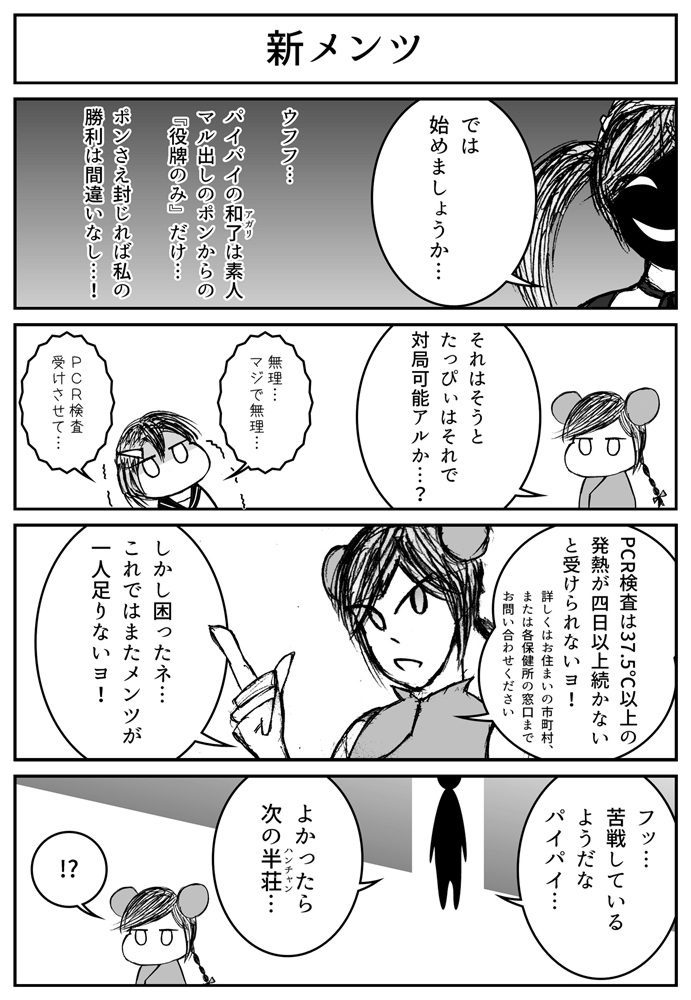 新メンツ
では
始めましょうか…
ウフフ…
パイパイの和了は素人
アガリ
マル出しのポンからの
『役牌のみ』だけ…
ポンさえ封じれば私の
勝利は間違いなし…!
それはそうと
たっぴぃはそれで
対局可能アルか…?
無理…
マジで無理…
PCR検査
受けさせて…
PCR検査は37.5℃以上の
発熱が四日以上続かない
と受けられないヨ!
詳しくはお住まいの市町村、
または各保健所の窓口まで
お問い合わせください
しかし困ったネ…
これではまたメンツが
一人足りないヨ!
フッ…
苦戦している
ようだな
パイパイ…
よかったら
次の半荘…
ハンチャン
!?